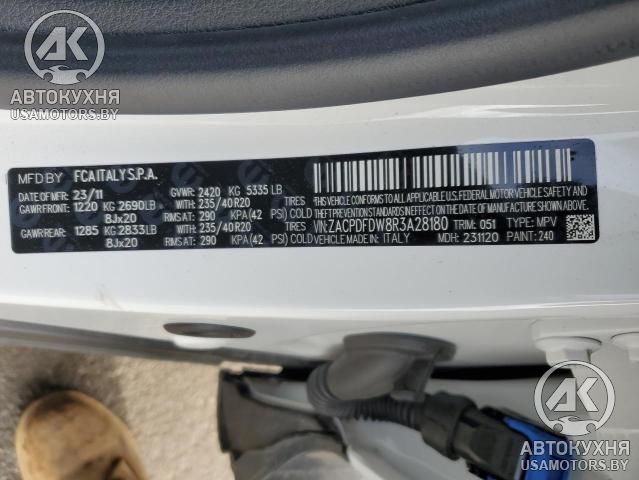 AK
АВТОКУХНЯ
USAMOTORS.BY
MFD BY FCA ITALY S.P.A.
DATE OF MFR: 23/11 GVWR: 2420 KG 5335 LB
GAWR FRONT: 1220 KG 2690LB WITH 235/40R20 TIRES
8Jx20 RIMS AT: 290 KPA(42 PSI) COLD
GAWR REAR: 1285 KG 2833LB WITH 235/40R20 TIRES
8Jx20 RIMS AT: 290 KPA(42 PSI) COLD
THIS VEHICLE CONFORMS TO ALL APPLICABLE U.S. FEDERAL MOTOR VEHICLE SAFETY, BUMPER,
AND THEFT PREVENTION STANDARDS IN EFFECT ON THE DATE OF MANUFACTURE SHOWN ABOVE.
VIN: ZACPDFDW8R3A28180 TRIM: 051 TYPE: MPV
VEHICLE MADE IN: ITALY MDH: 231120 PAINT: 240
AK
АВТОКУХНЯ
USAMOTORS.BY